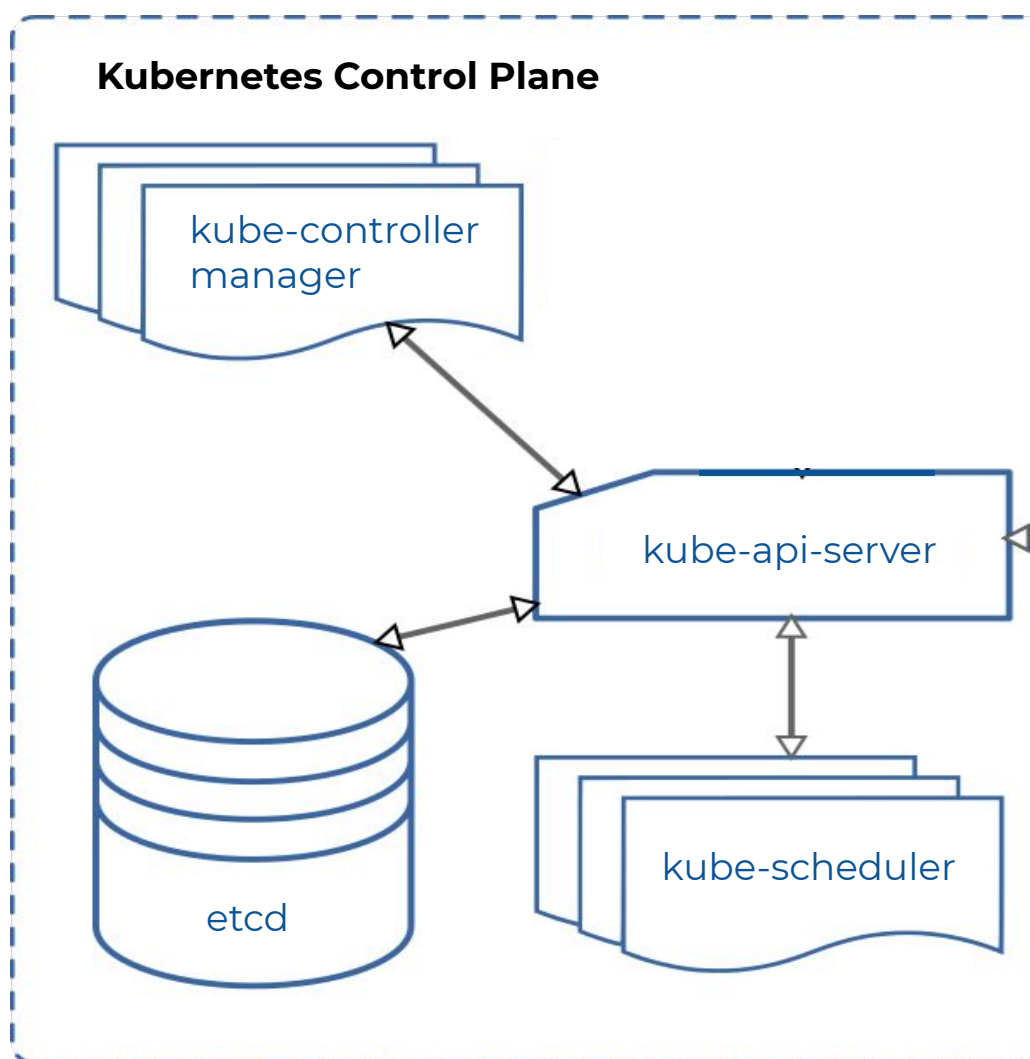 Kubernetes Control Plane
kube-controller
manager
kube-api-server
kube-scheduler
etcd